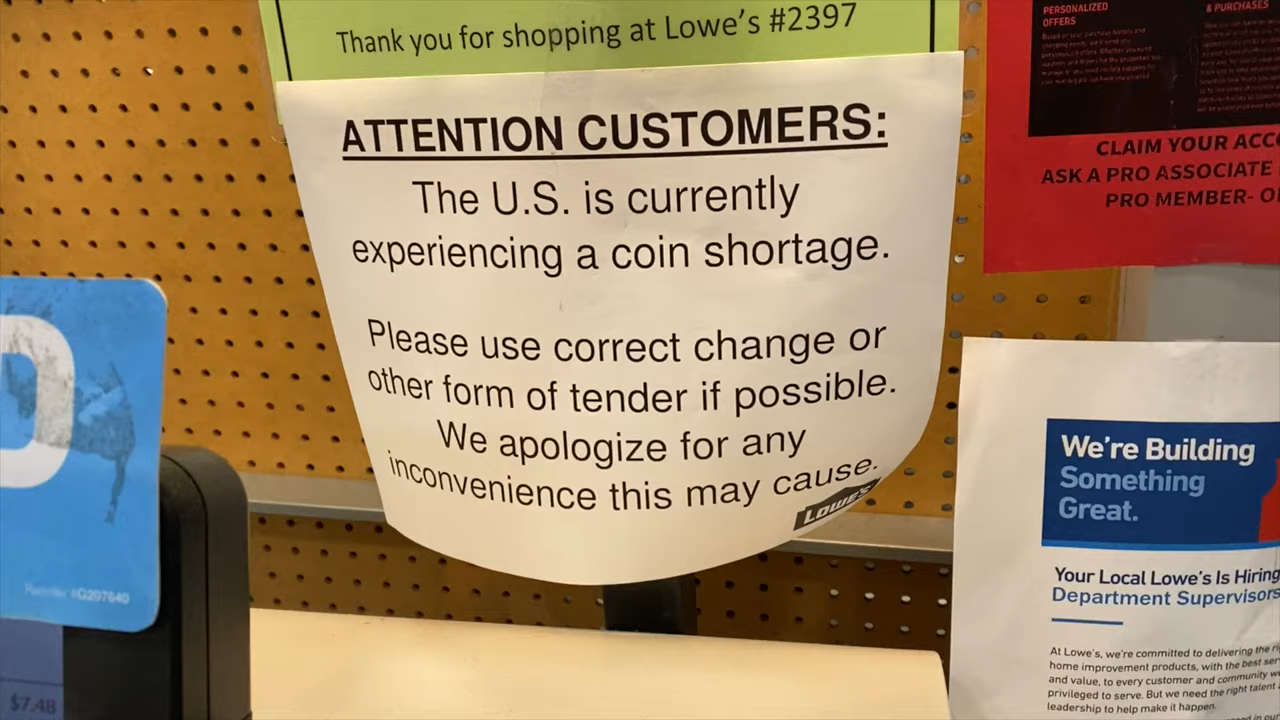 Thank you for shopping at Lowe's #2397
ATTENTION CUSTOMERS:
The U.S. is currently
experiencing a coin shortage.
Please use correct change or
other form of tender if possible.
We apologize for any
inconvenience this may cause.
LOWE'S
PERSONALIZED
OFFERS
& PURCHASES
CLAIM YOUR ACC
ASK A PRO ASSOCIATE
PRO MEMBER-
We're Building
Something
Great.
Your Local Lowe's Is Hiring
Department Supervisors
At Lowe's, we're committed to delivering the
home improvement products, with the best
and value, to every customer and community
privileged to serve. But we need the right talent
leadership to help make it happen.
#G207640
$7.48